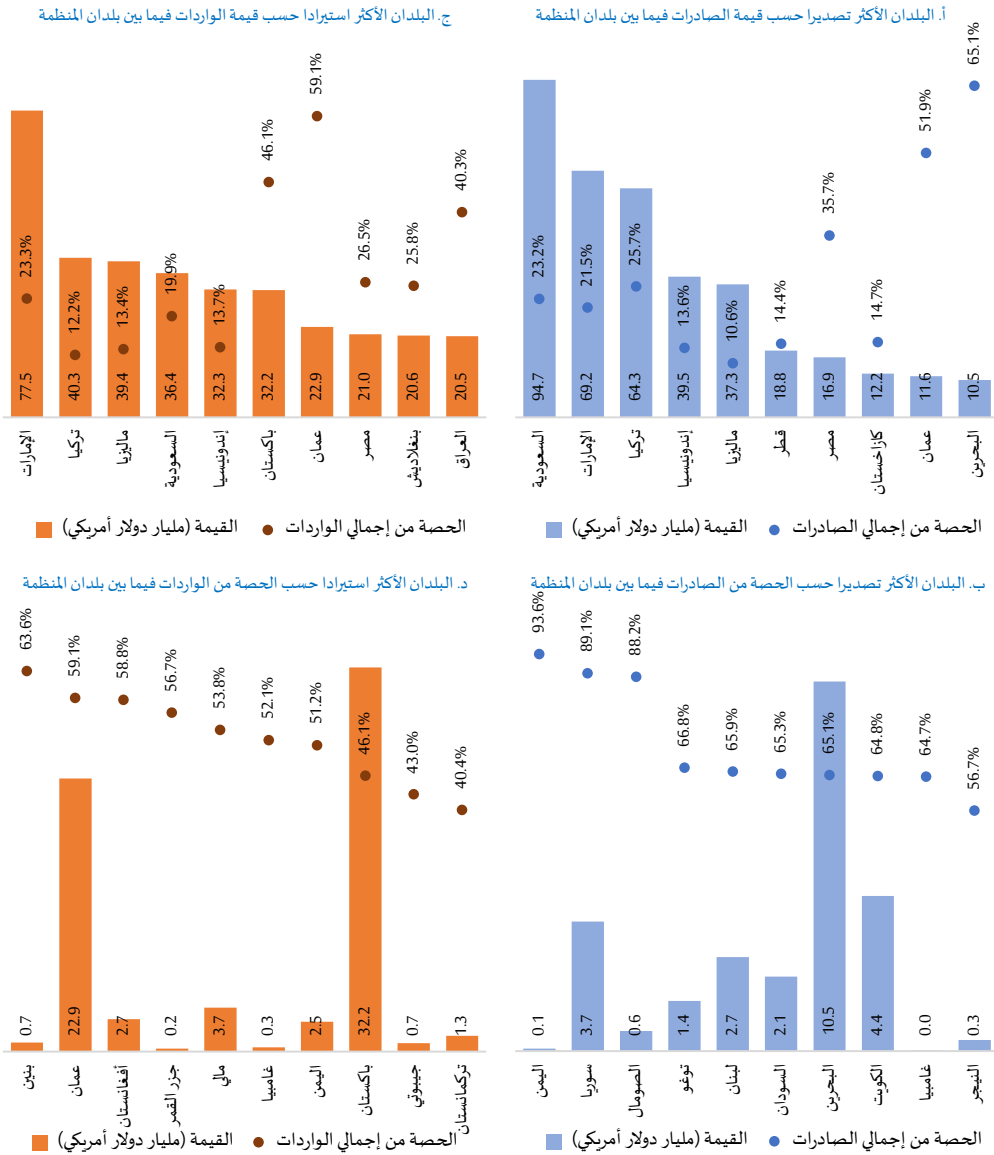 أ. البلدان الأكثر تصديرا حسب قيمة الصادرات فيما بين بلدان المنظمة
23.2% 21.5% 25.7% 13.6% 10.6% 14.4% 35.7% 14.7% 51.9% 65.1%
94.7 69.2 64.3 39.5 37.3 18.8 16.9 12.2 11.6 10.5
السعودية الإمارات تركيا إندونيسيا ماليزيا قطر مصر كازاخستان عمان البحرين
الحصة من إجمالي الصادرات القيمة (مليار دولار أمريكي)
ج. البلدان الأكثر استيرادا حسب قيمة الواردات فيما بين بلدان المنظمة
23.3% 12.2% 13.4% 19.9% 13.7% 46.1% 59.1% 26.5% 25.8% 40.3%
77.5 40.3 39.4 36.4 32.3 32.2 22.9 21.0 20.6 20.5
الإمارات تركيا ماليزيا السعودية إندونيسيا باكستان عمان مصر بنغلاديش العراق
الحصة من إجمالي الواردات القيمة (مليار دولار أمريكي)
ب. البلدان الأكثر تصديرا حسب الحصة من الصادرات فيما بين بلدان المنظمة
93.6% 89.1% 88.2% 66.8% 65.9% 65.3% 65.1% 64.8% 64.7% 56.7%
0.1 3.7 0.6 1.4 2.7 2.1 10.5 4.4 0.0 0.3
اليمن سوريا الصومال توغو لبنان السودان البحرين الكويت غامبيا النيجر
الحصة من إجمالي الصادرات القيمة (مليار دولار أمريكي)
د. البلدان الأكثر استيرادا حسب الحصة من الواردات فيما بين بلدان المنظمة
63.6% 59.1% 58.8% 56.7% 53.8% 52.1% 51.2% 46.1% 43.0% 40.4%
0.7 22.9 2.7 0.2 3.7 0.3 2.5 32.2 0.7 1.3
بنين عمان أفغانستان جزر القمر مالي غامبيا اليمن باكستان جيبوتي تركمانستان
الحصة من إجمالي الواردات القيمة (مليار دولار أمريكي)